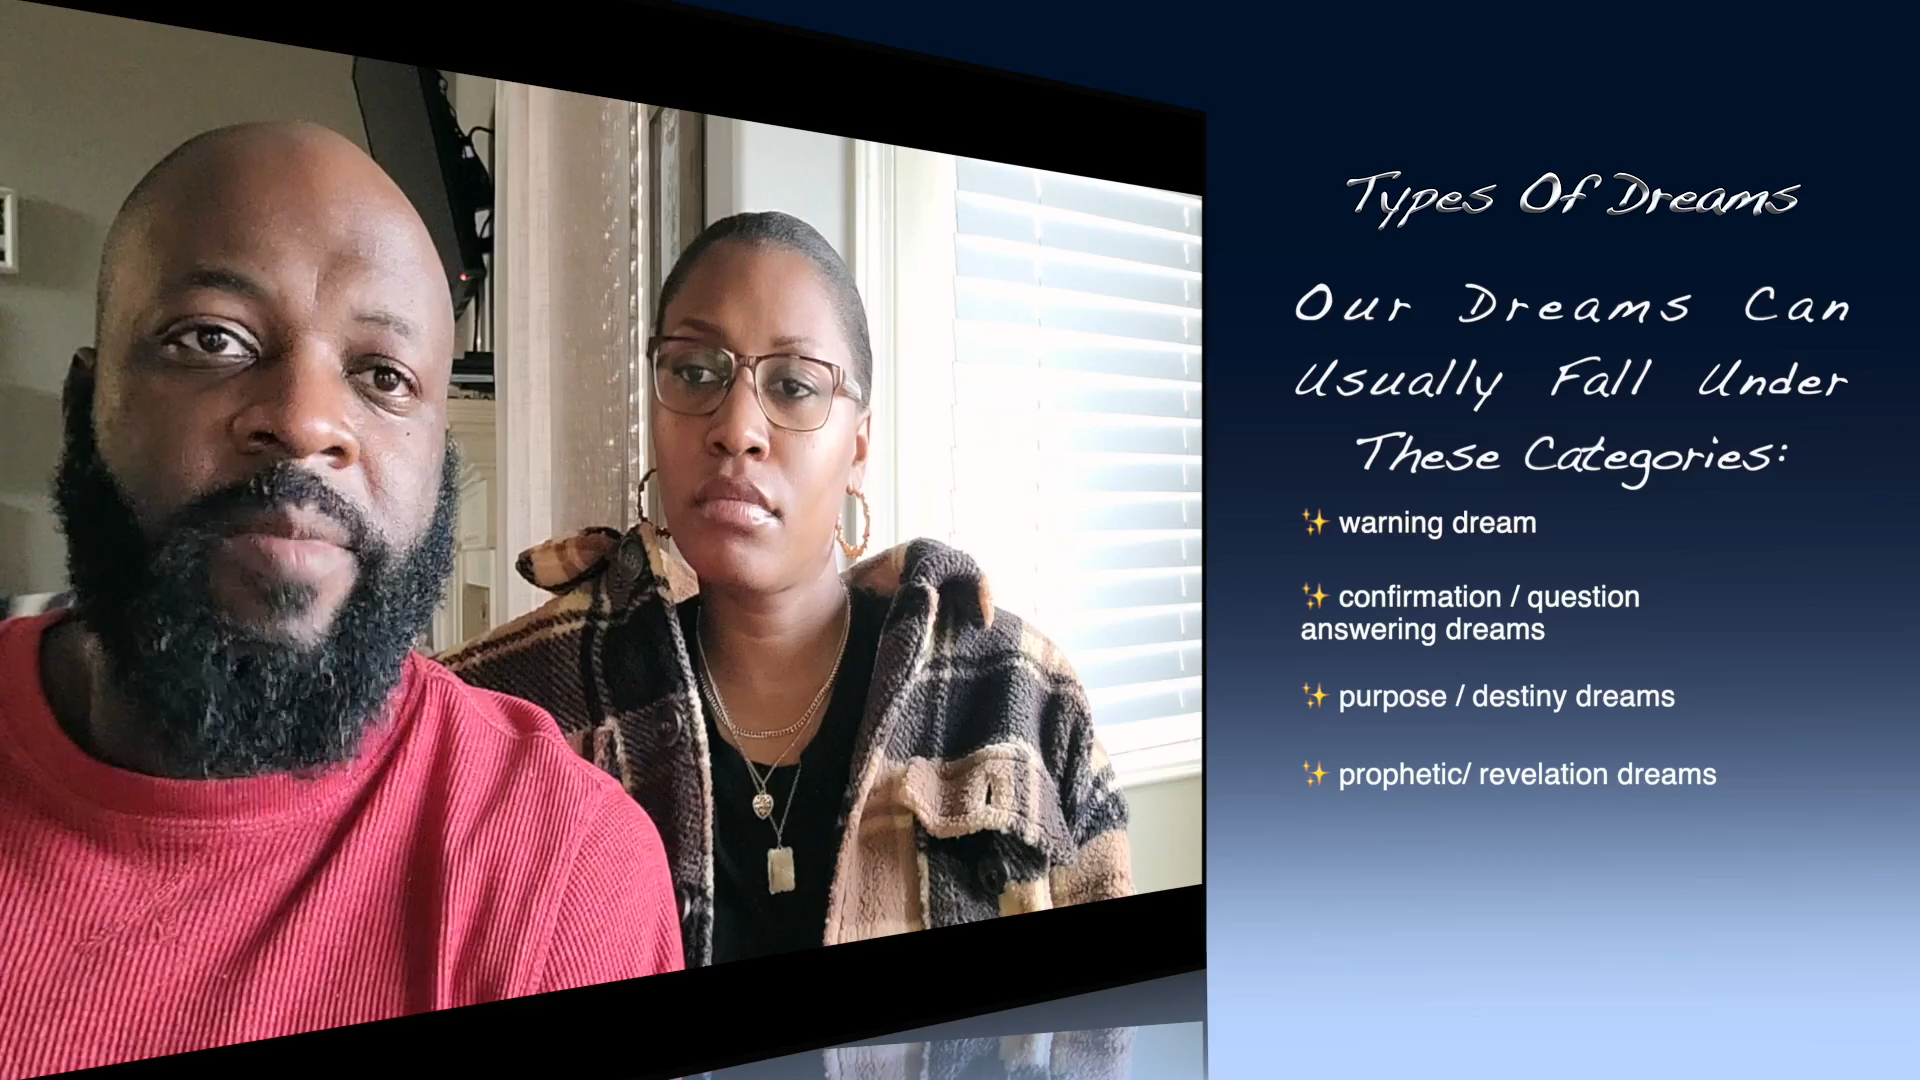 Types Of Dreams
Our Dreams Can
Usually Fall Under
These Categories:
✨ warning dream
✨ confirmation / question
answering dreams
✨ purpose / destiny dreams
✨ prophetic/ revelation dreams